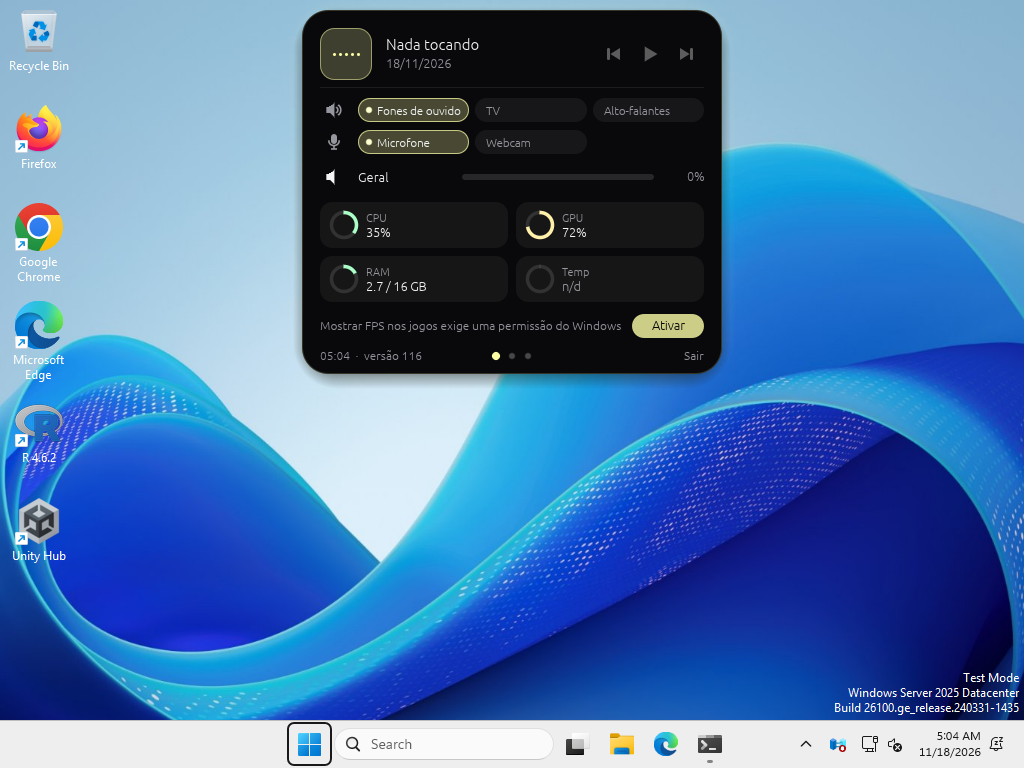 Recycle Bin
Firefox
Google
Chrome
Microsoft
Edge
R 4.6.2
Unity Hub
Nada tocando
18/11/2026
Fones de ouvido
TV
Alto-falantes
Microfone
Webcam
Geral
0%
CPU
35%
GPU
72%
RAM
2.7 / 16 GB
Temp
n/d
Mostrar FPS nos jogos exige uma permissão do Windows
Ativar
05:04 · versão 116
Sair
Test Mode
Windows Server 2025 Datacenter
Build 26100.ge_release.240331-1435
Search
5:04 AM
11/18/2026